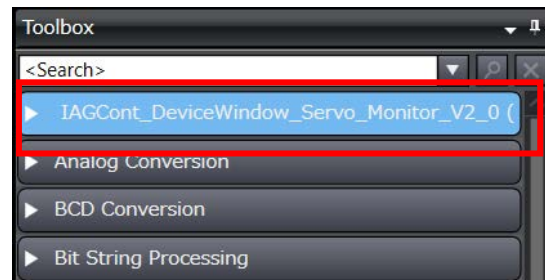 Toolbox
<Search>
IAGCont_DeviceWindow_Servo_Monitor_V2_0 (
Analog Conversion
BCD Conversion
Bit String Processing